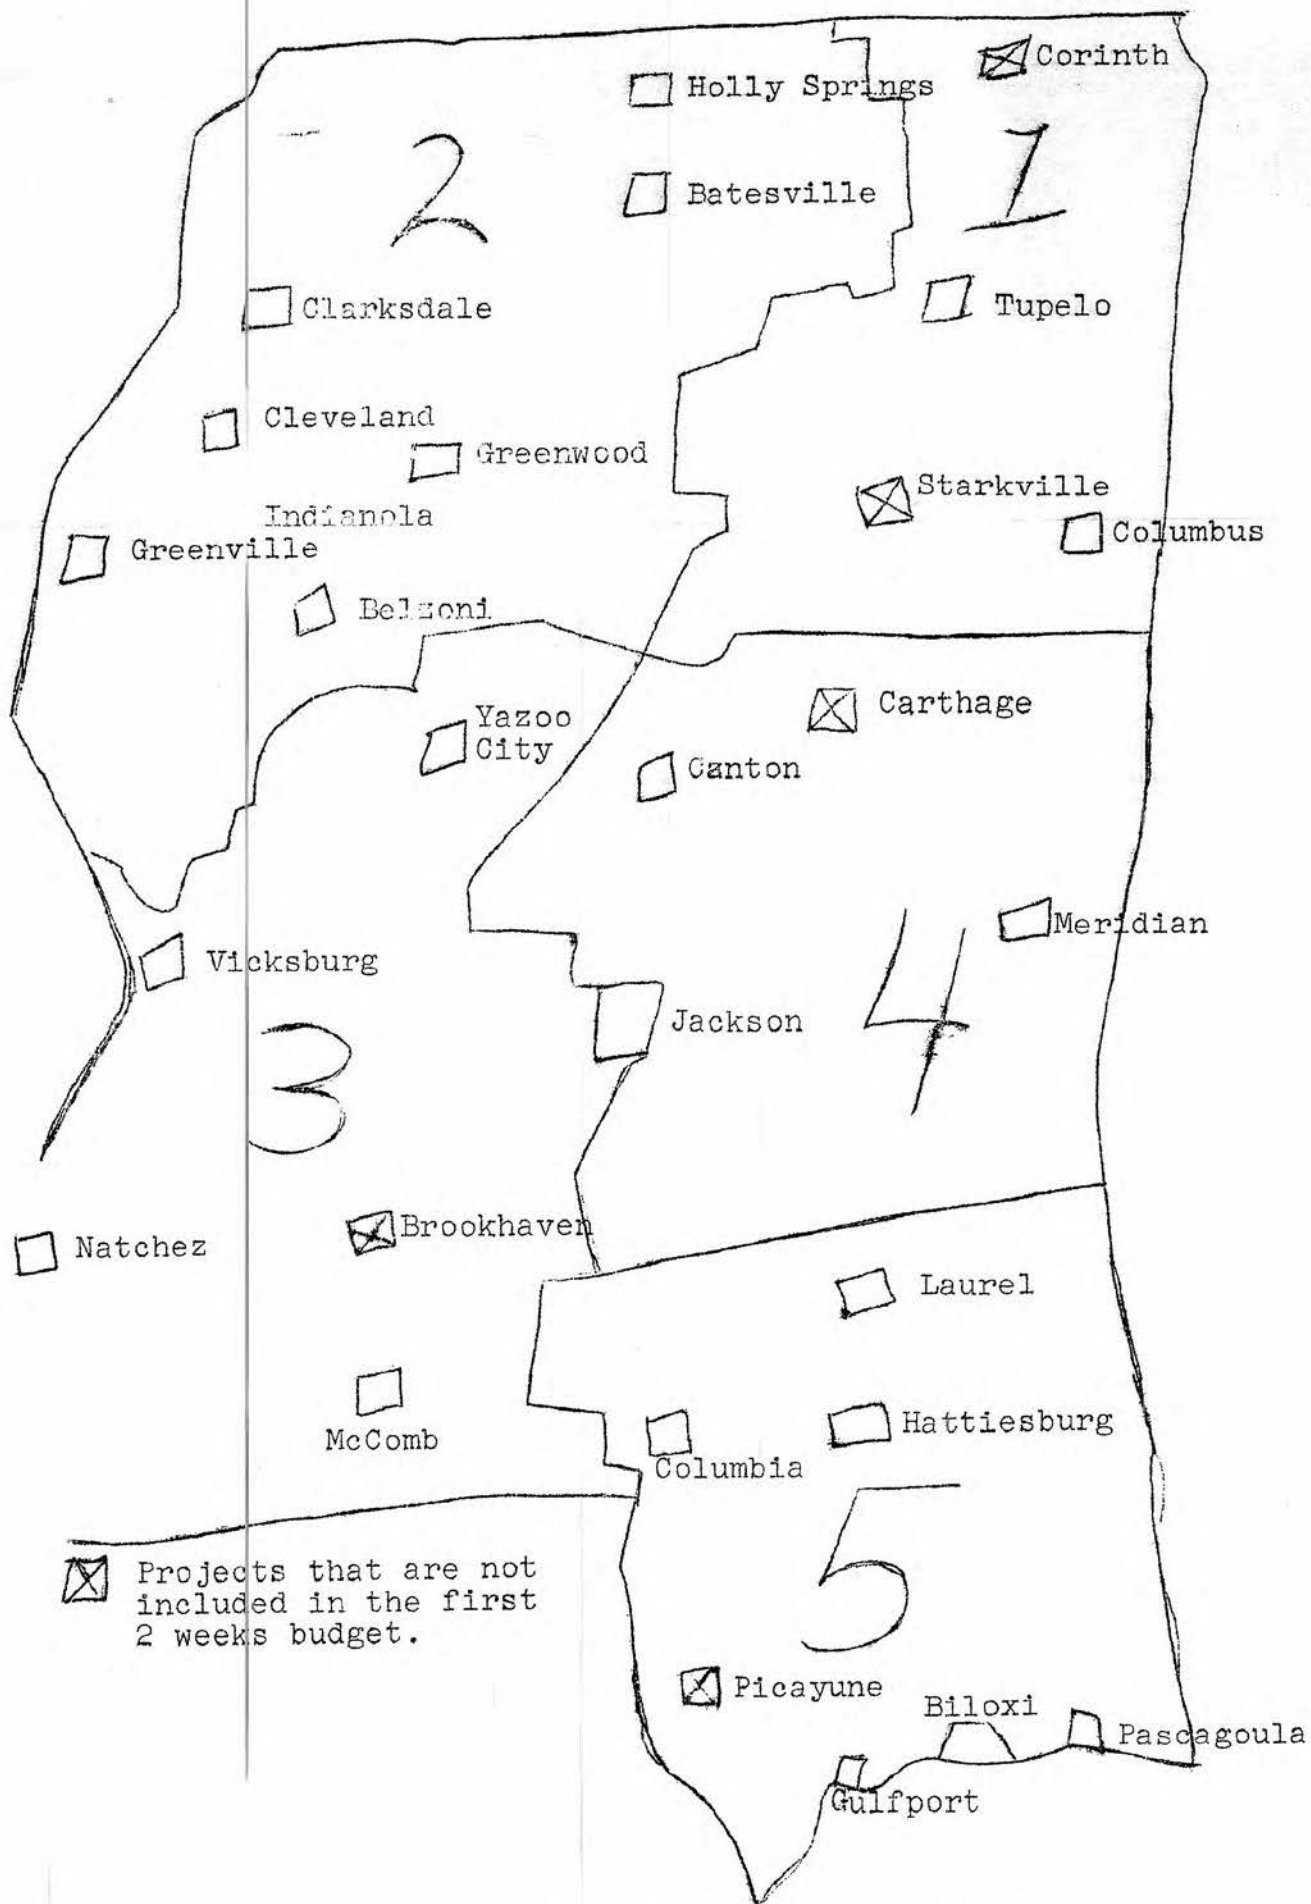 Corinth
Holly Springs
2
1
Batesville
Clarksdale
Tupelo
Cleveland
Greenwood
Starkville
Indianola
Columbus
Greenville
Belzoni
Carthage
Yazoo
City
Canton
Meridian
Vicksburg
4
Jackson
3
Brookhaven
Natchez
Laurel
McComb
Hattiesburg
Columbia
5
Projects that are not
included in the first
2 weeks budget.
Picayune
Biloxi
Pascagoula
Gulfport